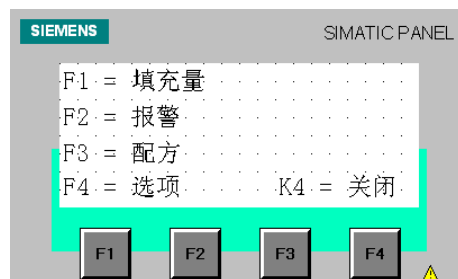 SIEMENS SIMATIC PANEL
F1 = 填充量
F2 = 报警
F3 = 配方
F4 = 选项 K4 = 关闭
F1 F2 F3 F4